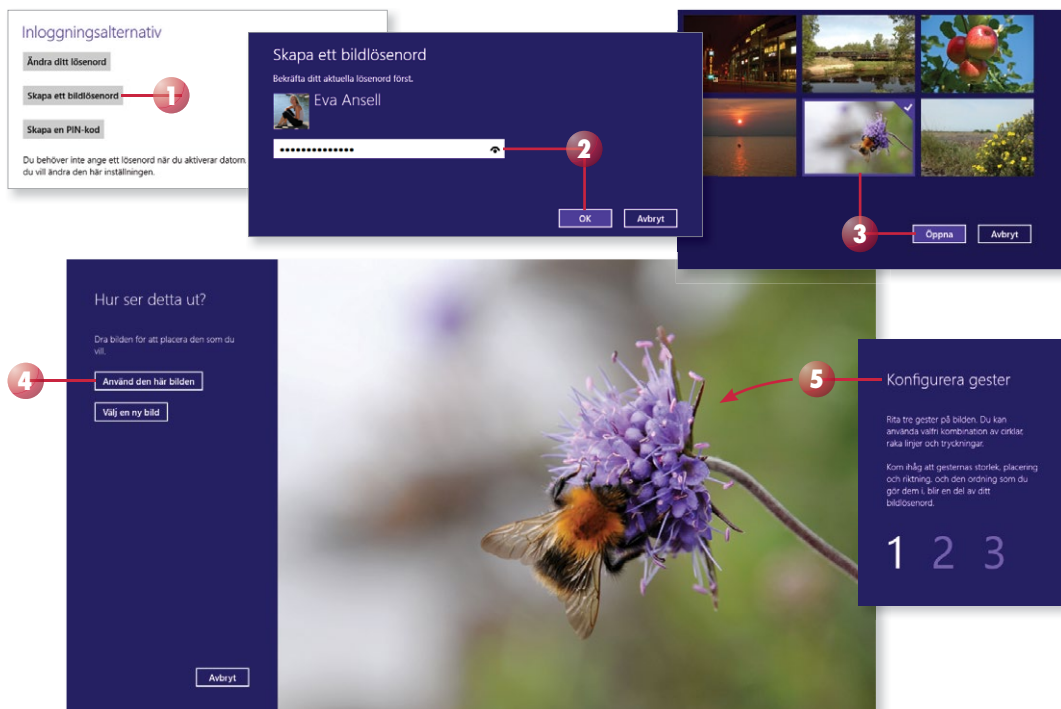 Inloggningsalternativ
Ändra ditt lösenord
Skapa ett bildlösenord
1
Skapa en PIN-kod
Du behöver inte ange ett lösenord när du aktiverar datorn.
du vill ändra den här inställningen.
Skapa ett bildlösenord
Bekräfta ditt aktuella lösenord först.
Eva Ansell
••••••••••••••
2
OK
Avbryt
3
Öppna
Avbryt
Hur ser detta ut?
Dra bilden för att placera den som du
vill.
4
Använd den här bilden
Välj en ny bild
Avbryt
5
Konfigurera gester
Rita tre gester på bilden. Du kan
använda valfri kombination av cirklar,
raka linjer och tryckningar.
Kom ihåg att gesternas storlek, placering
och riktning, och den ordning som du
gör dem i, blir en del av ditt
bildlösenord.
1 2 3